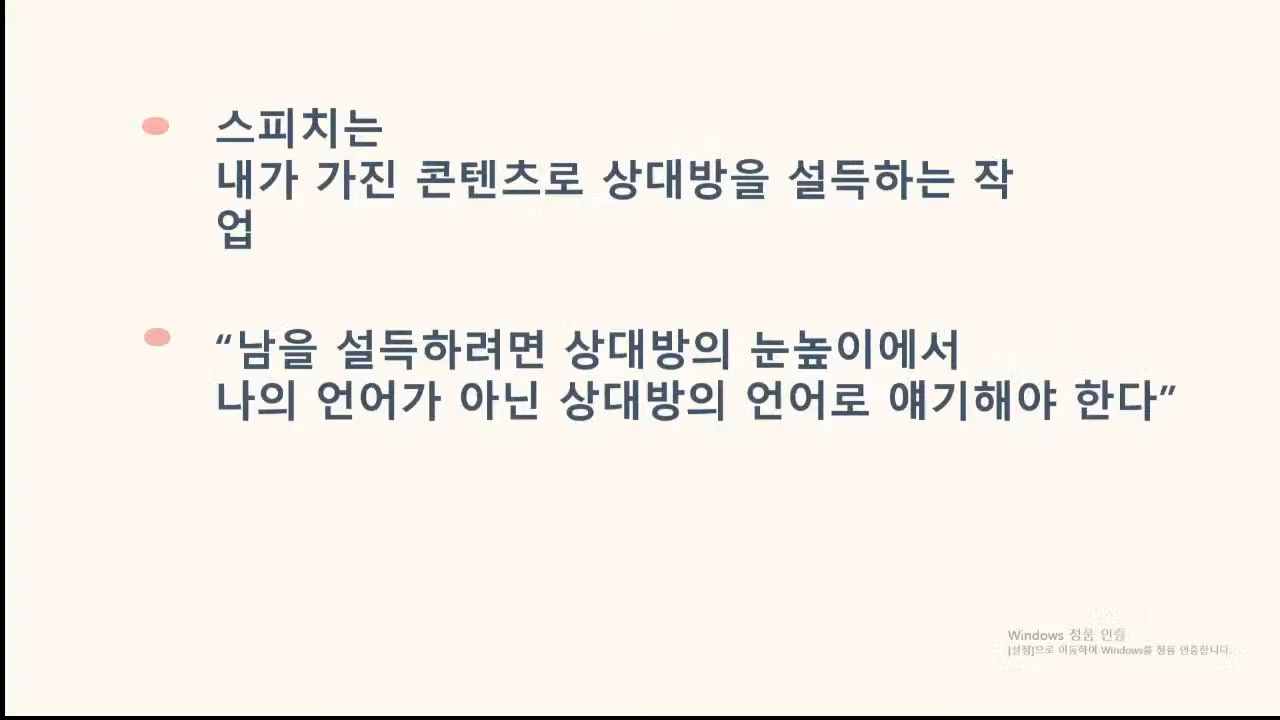 스피치는
내가 가진 콘텐츠로 상대방을 설득하는 작
업
“남을 설득하려면 상대방의 눈높이에서
나의 언어가 아닌 상대방의 언어로 얘기해야 한다”
Windows 정품 인증
[설정]으로 이동하여 Windows를 정품 인증합니다.